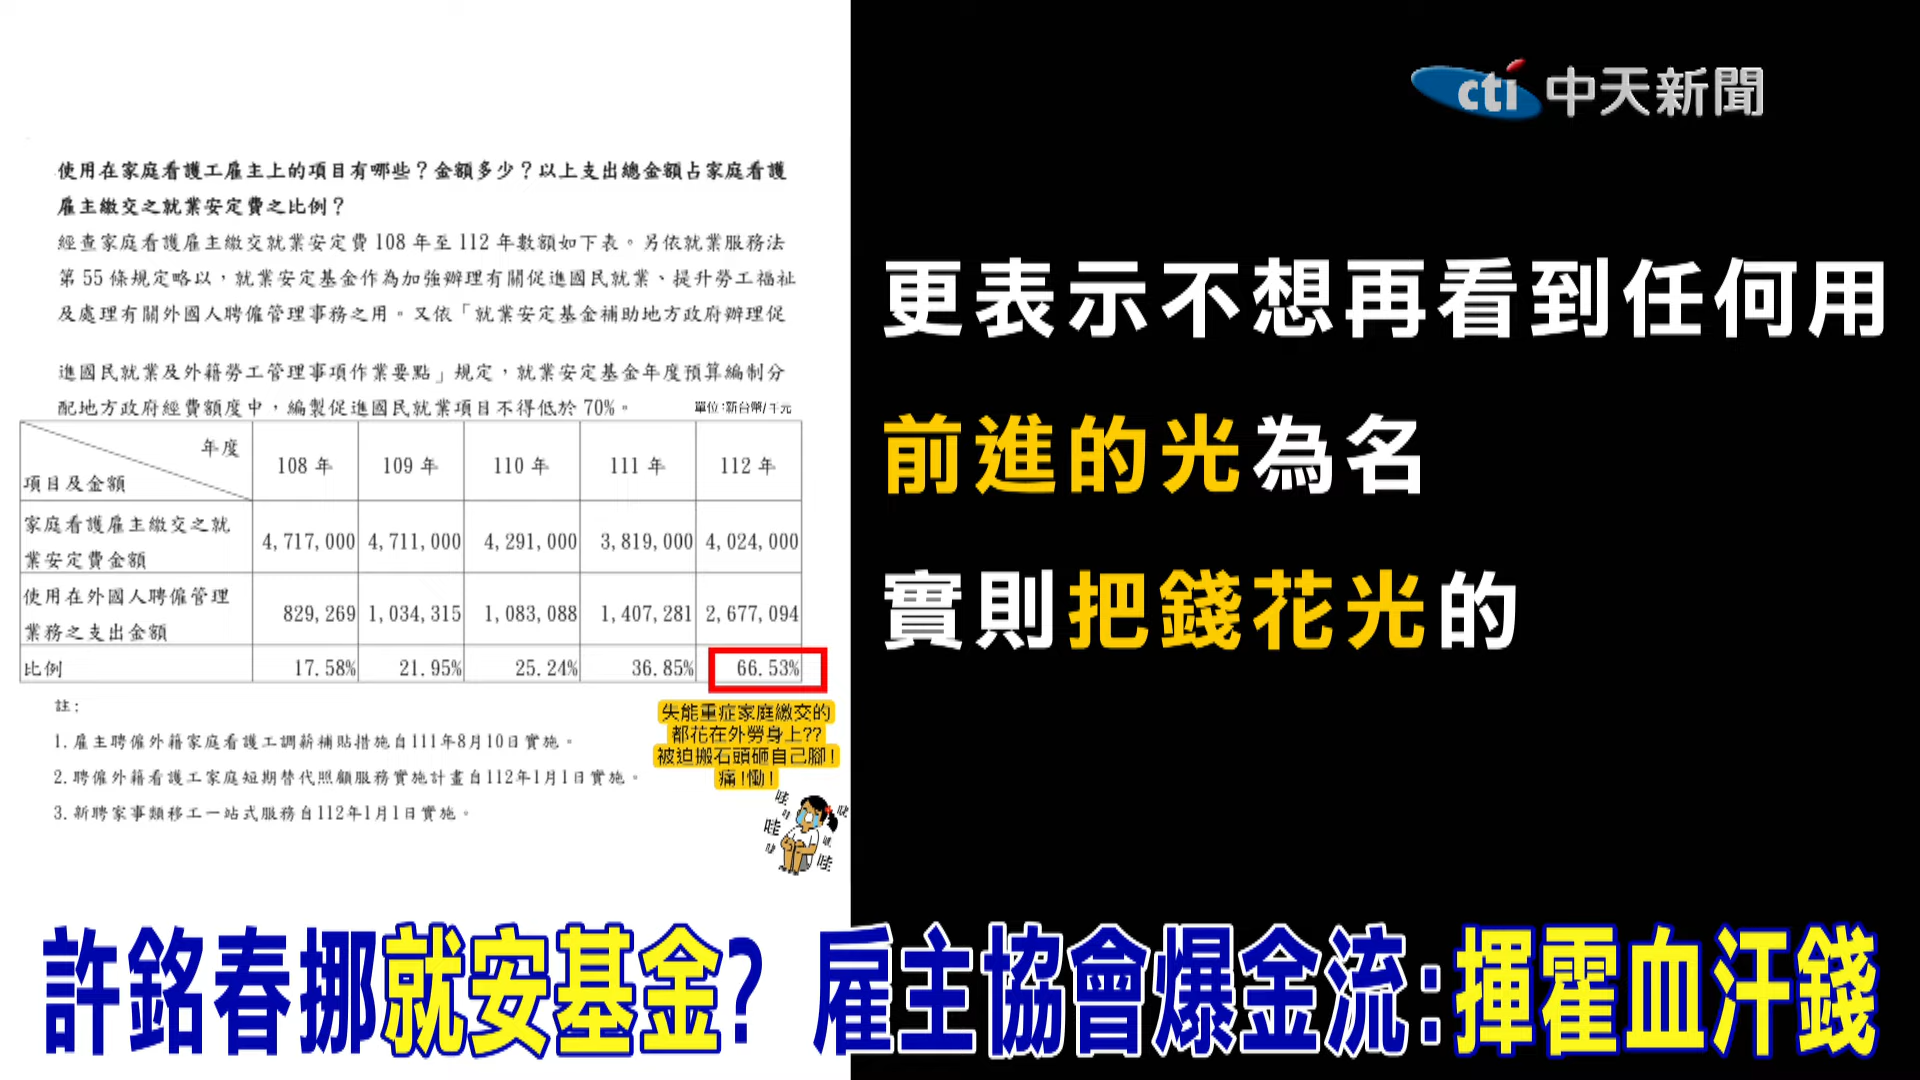 使用在家庭看護工雇主上的項目有哪些？金額多少？以上支出總金額占家庭看護
雇主繳交之就業安定費之比例？
經查家庭看護雇主繳交就業安定費108年至112年數額如下表。另依就業服務法
第55條規定略以，就業安定基金作為加強辦理有關促進國民就業、提升勞工福祉
及處理有關外國人聘僱管理事務之用。又依「就業安定基金補助地方政府辦理促
進國民就業及外籍勞工管理事項作業要點」規定，就業安定基金年度預算編制分
配地方政府經費額度中，編製促進國民就業項目不得低於70%。
單位:新台幣/千元
年度
項目及金額
108年 109年 110年 111年 112年
家庭看護雇主繳交之就
業安定費金額
4,717,000 4,711,000 4,291,000 3,819,000 4,024,000
使用在外國人聘僱管理
業務之支出金額
829,269 1,034,315 1,083,088 1,407,281 2,677,094
比例 17.58% 21.95% 25.24% 36.85% 66.53%
註:
1.雇主聘僱外籍家庭看護工調薪補貼措施自111年8月10日實施。
2.聘僱外籍看護工家庭短期替代照顧服務實施計畫自112年1月1日實施。
3.新聘家事類移工一站式服務自112年1月1日實施。
失能重症家庭繳交的
都花在外勞身上??
被迫搬石頭砸自己腳!
痛!慟!
哇
哇
哇
cti 中天新聞
更表示不想再看到任何用
前進的光為名
實則把錢花光的
許銘春挪就安基金? 雇主協會爆金流:揮霍血汗錢